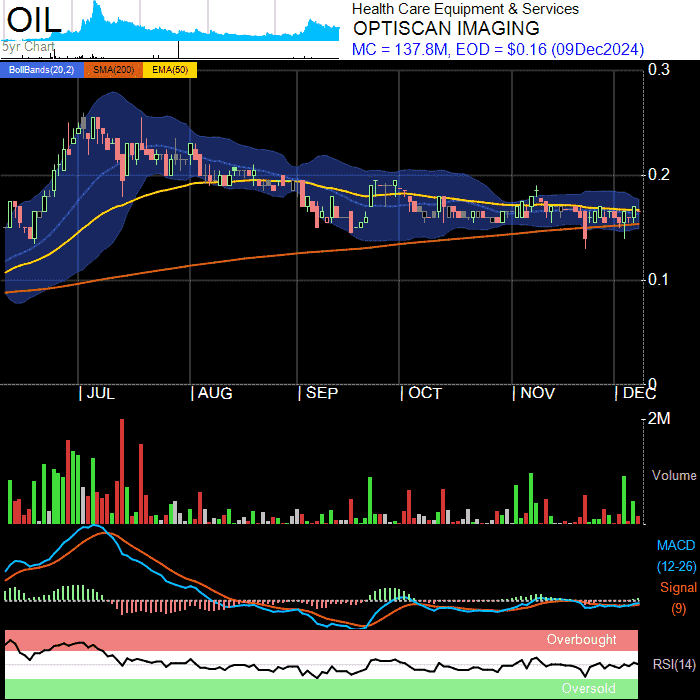 OIL
Health Care Equipment & Services
OPTISCAN IMAGING
5yr Chart
MC = 137.8M, EOD = $0.16 (09Dec2024)
BollBands(20,2) SMA(200) EMA(50)
0.3
0.2
0.1
0
JUL AUG SEP OCT NOV DEC
2M
Volume
MACD
(12-26)
Signal
(9)
Overbought
RSI(14)
Oversold